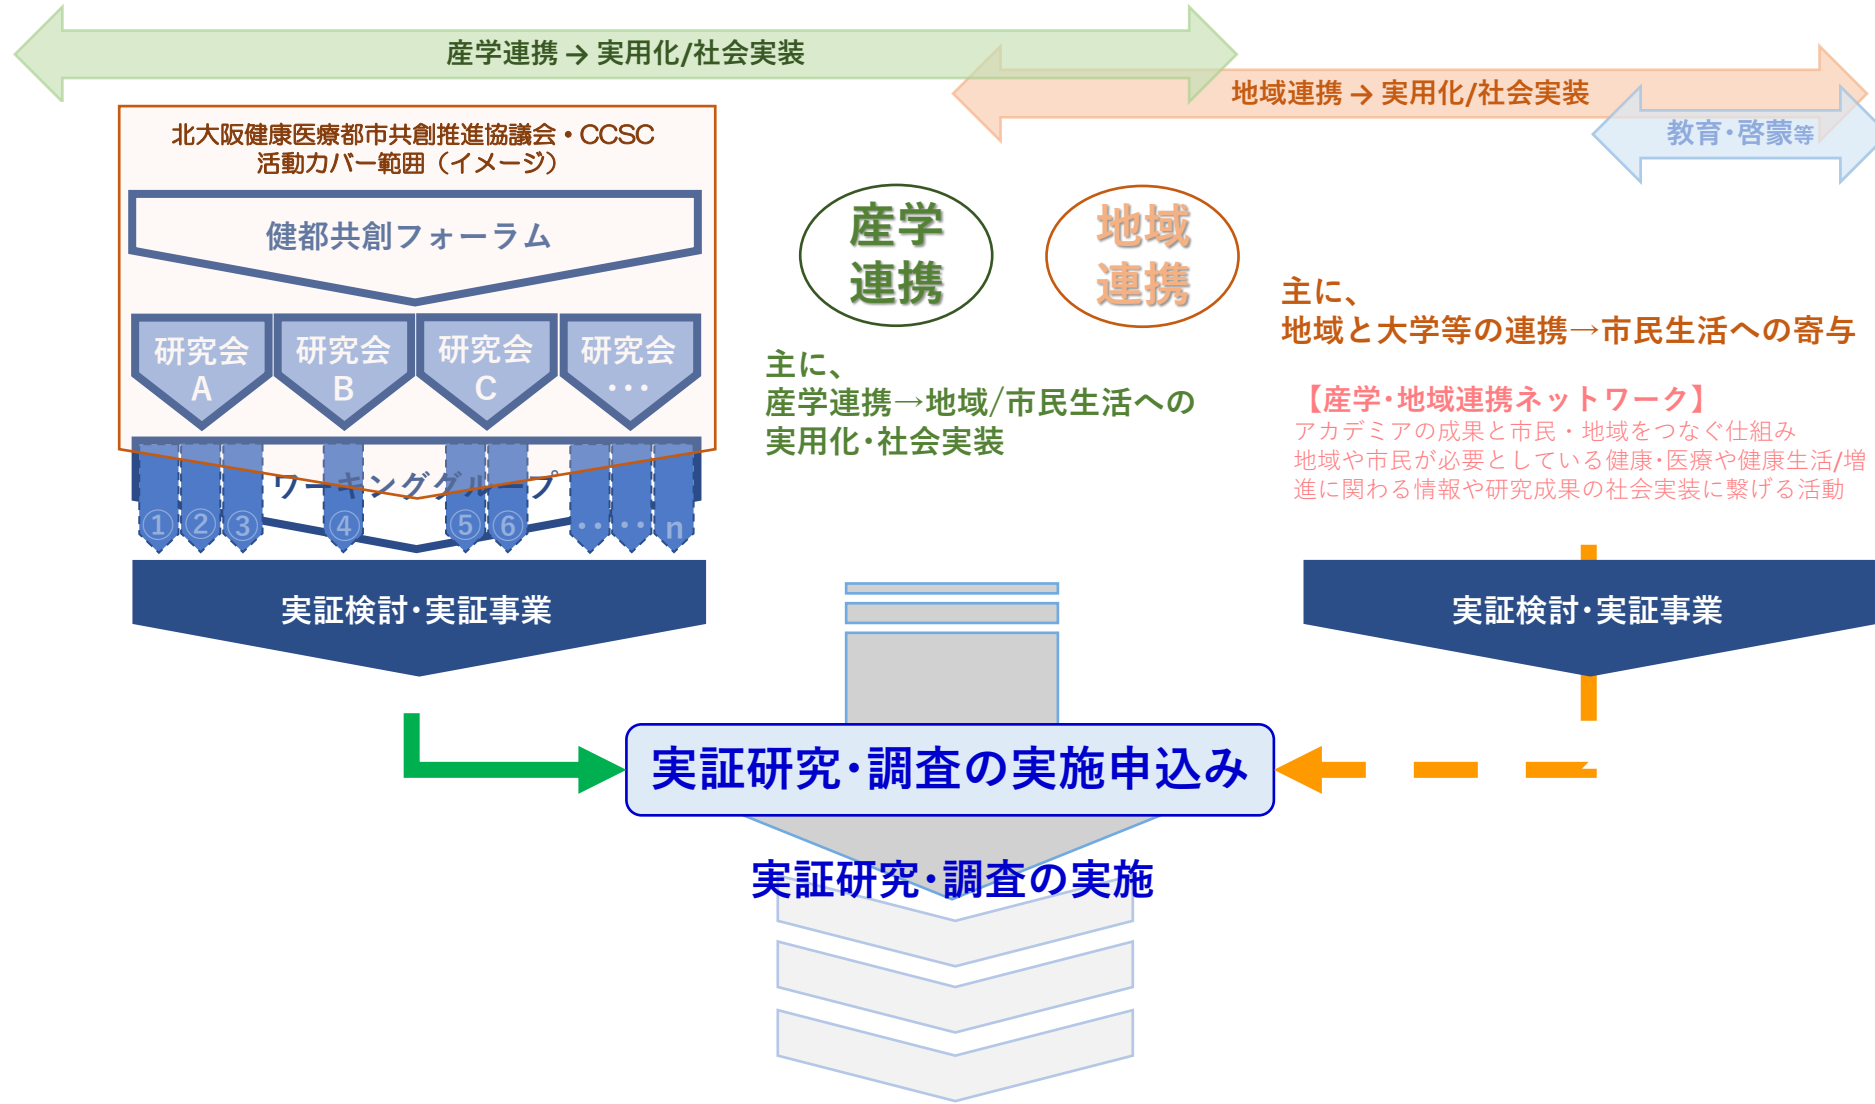 産学連携 → 実用化/社会実装
地域連携 → 実用化/社会実装
教育・啓蒙等
北大阪健康医療都市共創推進協議会・CCSC
活動カバー範囲（イメージ）
健都共創フォーラム
研究会
A
研究会
B
研究会
C
研究会
・・・
ワーキンググループ
① ② ③ ④ ⑤ ⑥ ・・ ・・ n
実証検討・実証事業
産学
連携
地域
連携
主に、
産学連携→地域/市民生活への
実用化・社会実装
主に、
地域と大学等の連携→市民生活への寄与
【産学・地域連携ネットワーク】
アカデミアの成果と市民・地域をつなぐ仕組み
地域や市民が必要としている健康・医療や健康生活/増
進に関わる情報や研究成果の社会実装に繋げる活動
実証検討・実証事業
実証研究・調査の実施申込み
実証研究・調査の実施